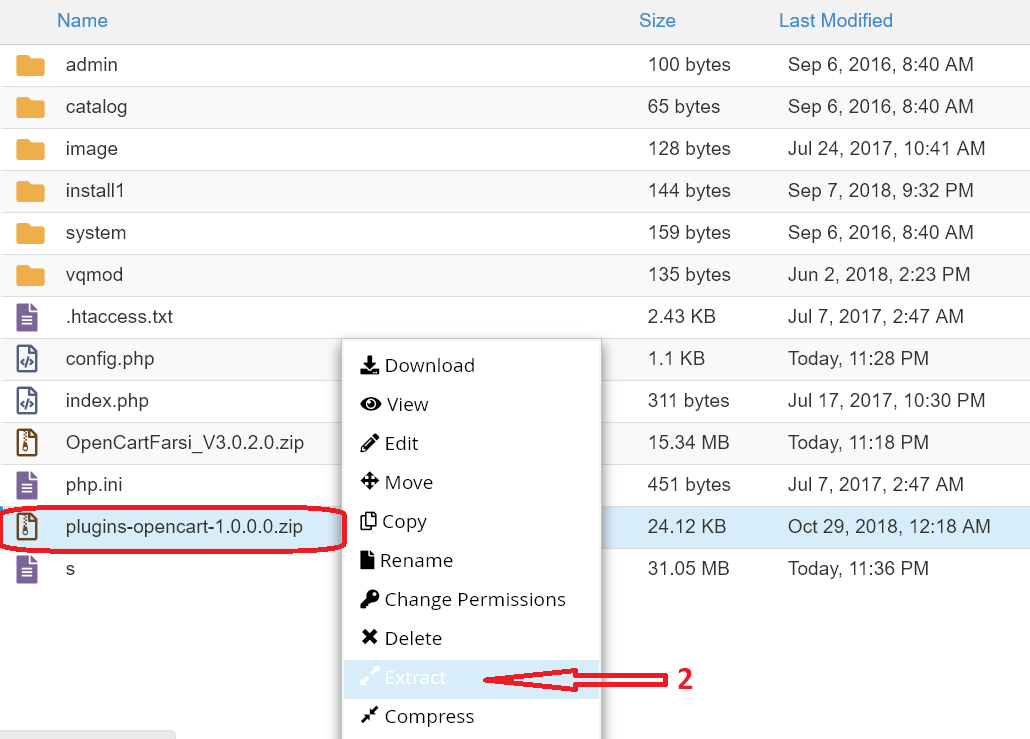 Name Size Last Modified
admin 100 bytes Sep 6, 2016, 8:40 AM
catalog 65 bytes Sep 6, 2016, 8:40 AM
image 128 bytes Jul 24, 2017, 10:41 AM
install1 144 bytes Sep 7, 2018, 9:32 PM
system 159 bytes Sep 6, 2016, 8:40 AM
vqmod 135 bytes Jun 2, 2018, 2:23 PM
.htaccess.txt 2.43 KB Jul 7, 2017, 2:47 AM
config.php 1.1 KB Today, 11:28 PM
index.php 311 bytes Jul 17, 2017, 10:30 PM
OpenCartFarsi_V3.0.2.0.zip 15.34 MB Today, 11:18 PM
php.ini 451 bytes Jul 7, 2017, 2:47 AM
plugins-opencart-1.0.0.0.zip 24.12 KB Oct 29, 2018, 12:18 AM
s 31.05 MB Today, 11:36 PM
Download
View
Edit
Move
Copy
Rename
Change Permissions
Delete
Extract 2
Compress